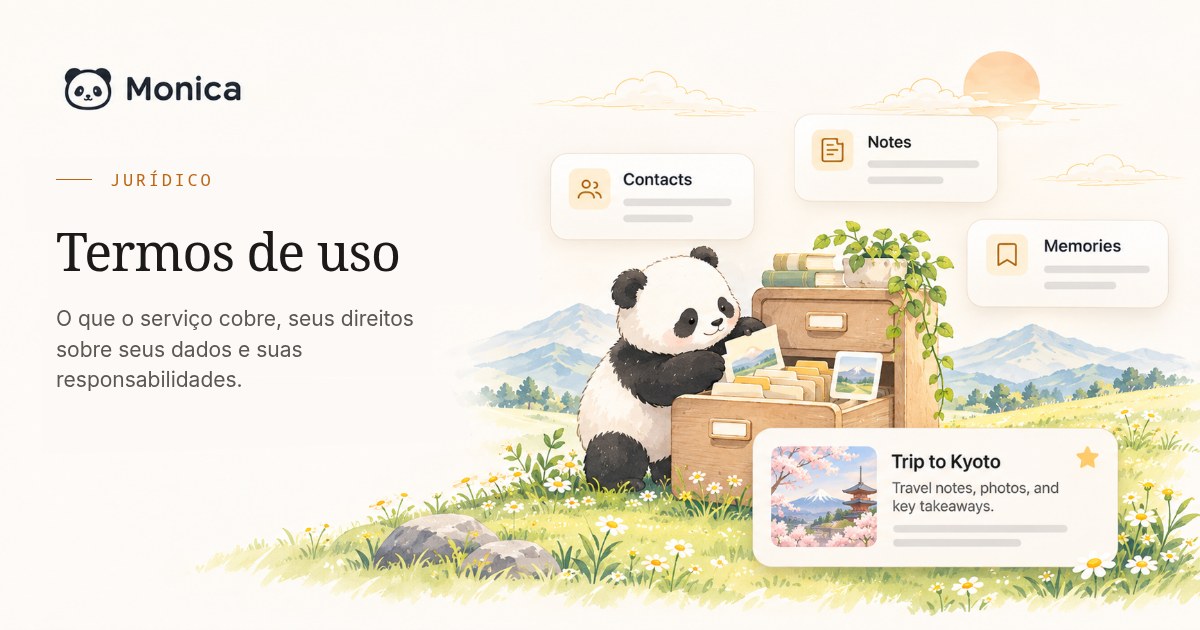 Monica
JURÍDICO
Termos de uso
O que o serviço cobre, seus direitos
sobre seus dados e suas
responsabilidades.
Contacts
Notes
Memories
Trip to Kyoto
Travel notes, photos, and
key takeaways.